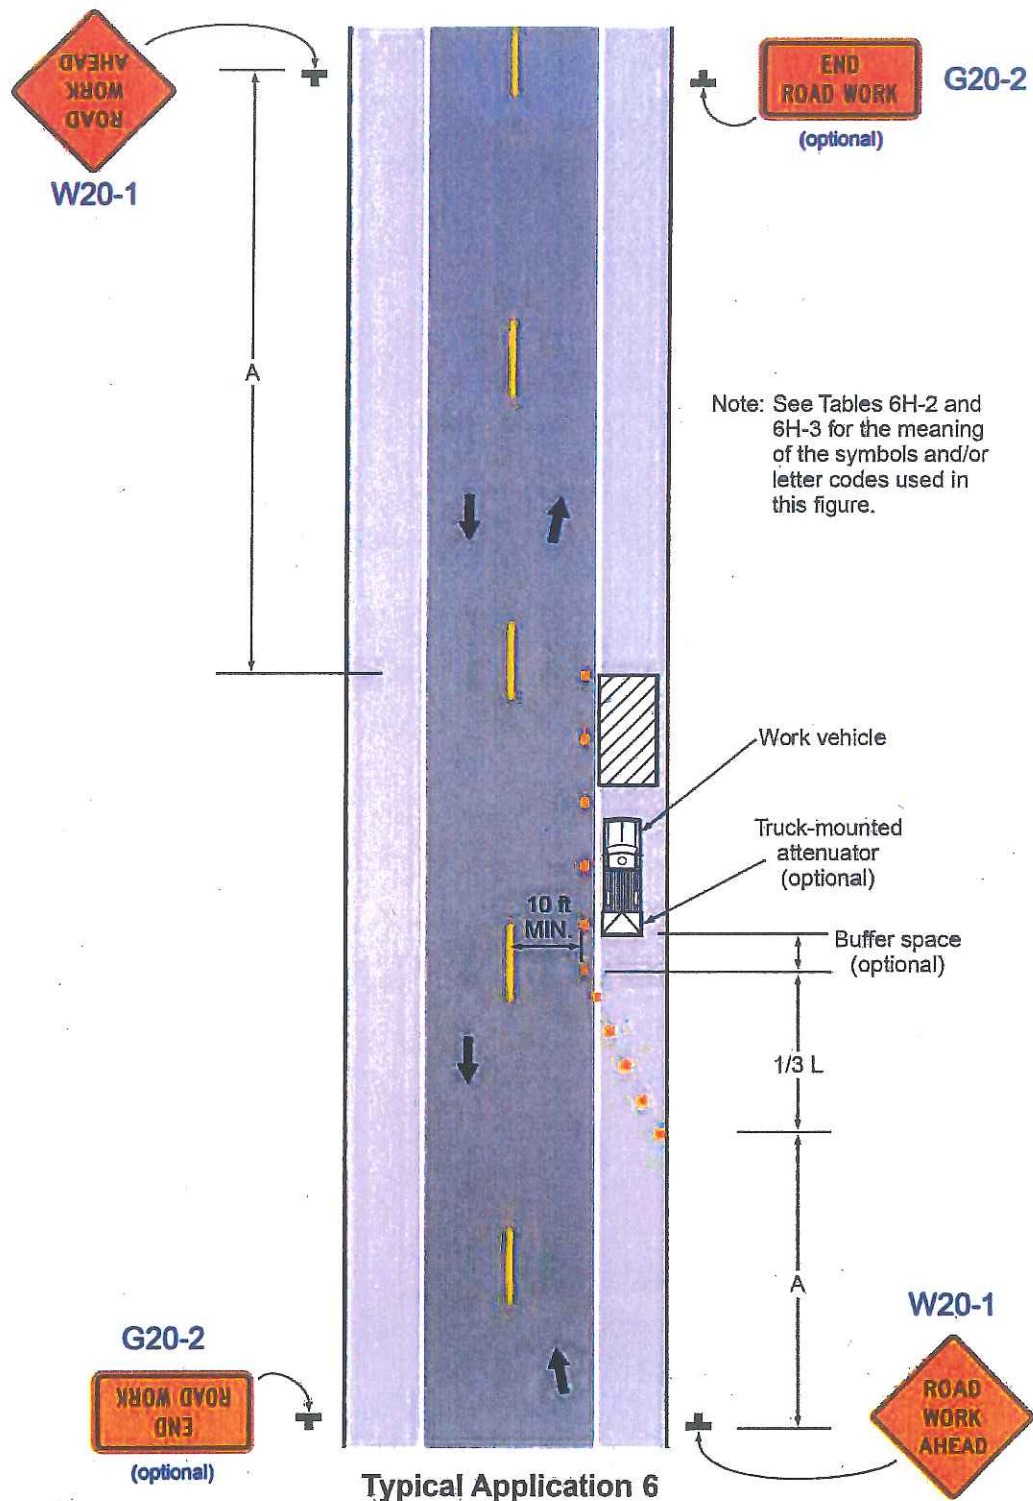 ROAD
WORK
AHEAD
W20-1
END
ROAD WORK
(optional)
G20-2
A
Note: See Tables 6H-2 and
6H-3 for the meaning
of the symbols and/or
letter codes used in
this figure.
Work vehicle
Truck-mounted
attenuator
(optional)
10 ft
MIN.
Buffer space
(optional)
1/3 L
A
W20-1
ROAD
WORK
AHEAD
G20-2
END
ROAD WORK
(optional)
Typical Application 6